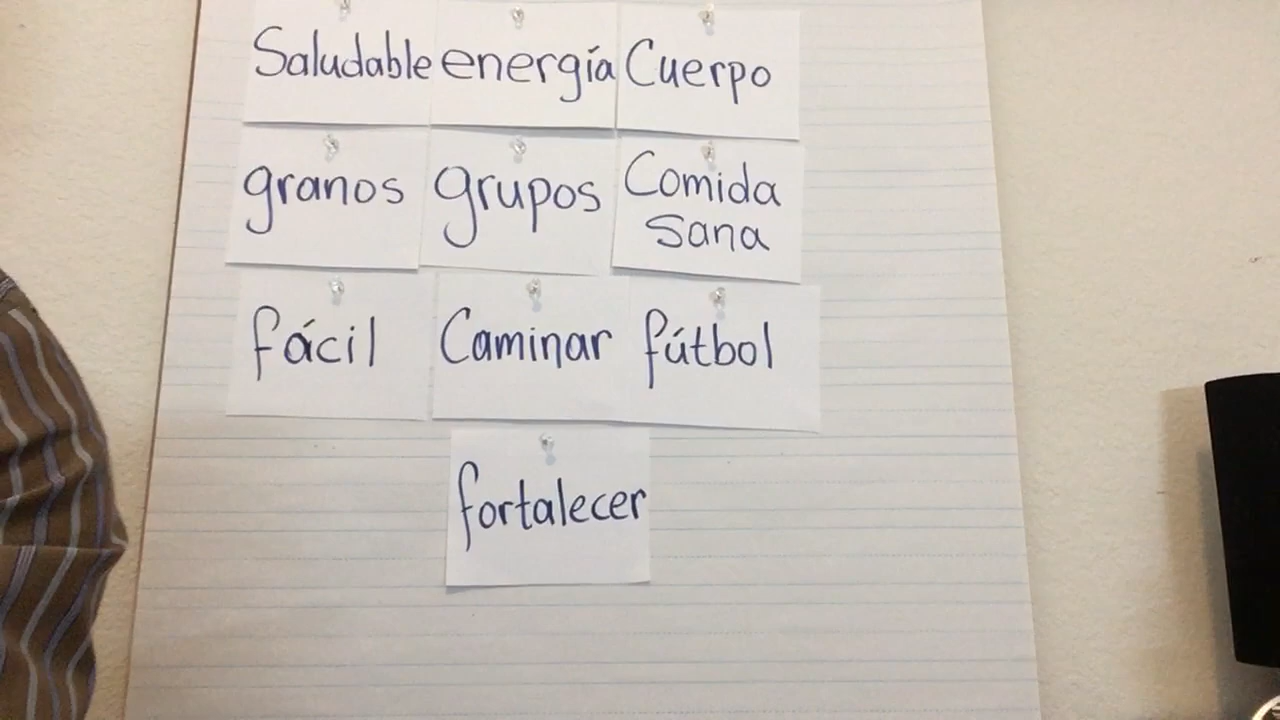 Saludable energía Cuerpo
granos grupos Comida
sana
fácil Caminar fútbol
fortalecer